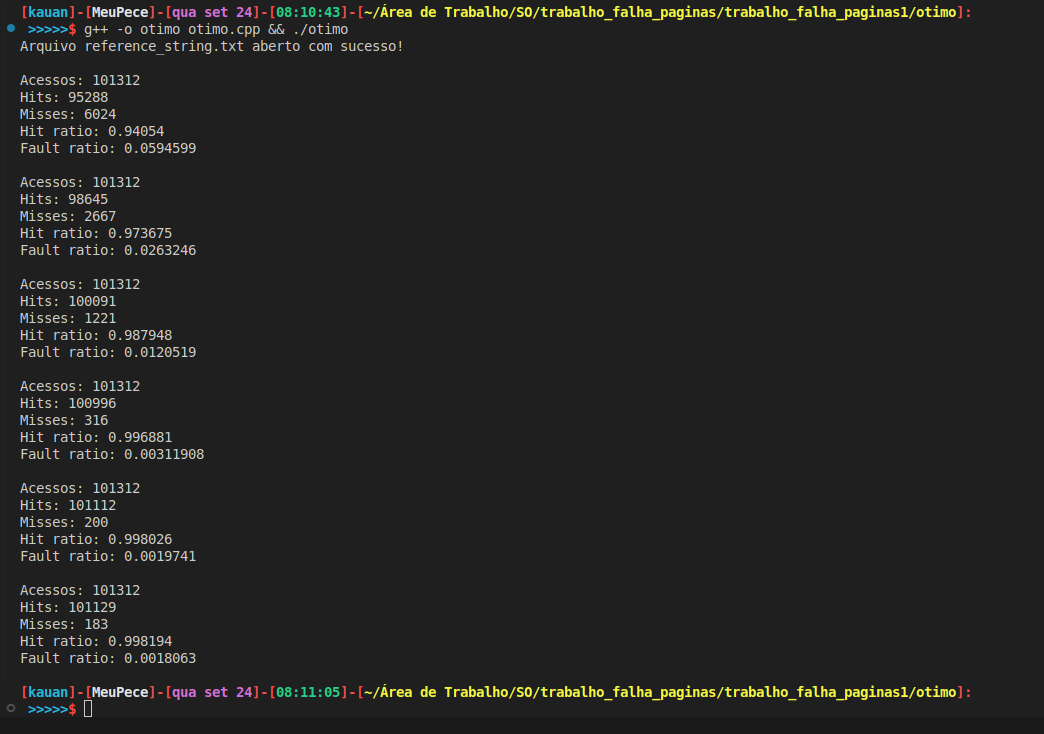 [kauan]-[MeuPece]-[qua set 24]-[08:10:43]-[~/Área de Trabalho/SO/trabalho_falha_paginas/trabalho_falha_paginas1/otimo]:
>>>>>$ g++ -o otimo otimo.cpp && ./otimo
Arquivo reference_string.txt aberto com sucesso!
Acessos: 101312
Hits: 95288
Misses: 6024
Hit ratio: 0.94054
Fault ratio: 0.0594599
Acessos: 101312
Hits: 98645
Misses: 2667
Hit ratio: 0.973675
Fault ratio: 0.0263246
Acessos: 101312
Hits: 100091
Misses: 1221
Hit ratio: 0.987948
Fault ratio: 0.0120519
Acessos: 101312
Hits: 100996
Misses: 316
Hit ratio: 0.996881
Fault ratio: 0.00311908
Acessos: 101312
Hits: 101112
Misses: 200
Hit ratio: 0.998026
Fault ratio: 0.0019741
Acessos: 101312
Hits: 101129
Misses: 183
Hit ratio: 0.998194
Fault ratio: 0.0018063
[kauan]-[MeuPece]-[qua set 24]-[08:11:05]-[~/Área de Trabalho/SO/trabalho_falha_paginas/trabalho_falha_paginas1/otimo]:
>>>>>$